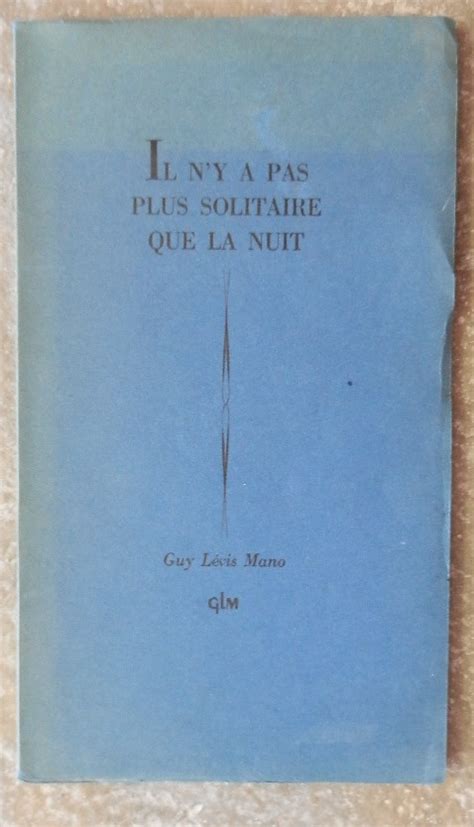 IL N'Y A PAS
PLUS SOLITAIRE
QUE LA NUIT
Guy Lévis Mano
GLM